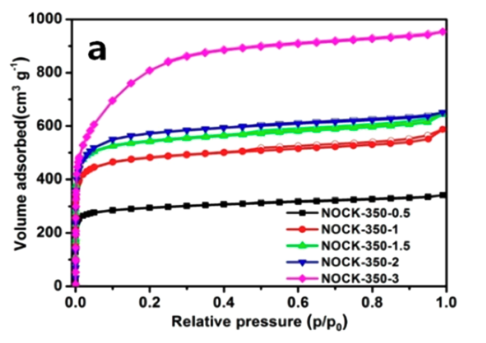 a
1000
800
600
400
200
0
Volume adsorbed(cm³ g⁻¹)
NOCK-350-0.5
NOCK-350-1
NOCK-350-1.5
NOCK-350-2
NOCK-350-3
0.0 0.2 0.4 0.6 0.8 1.0
Relative pressure (p/p₀)